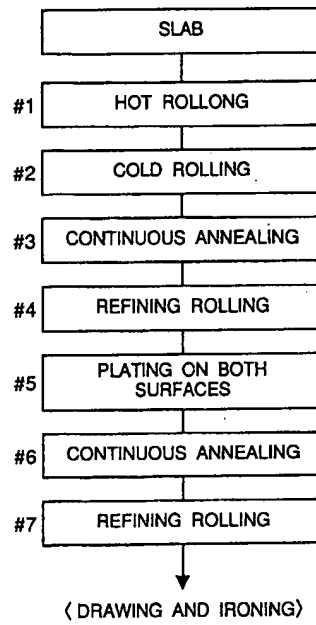 SLAB
#1 HOT ROLLONG
#2 COLD ROLLING
#3 CONTINUOUS ANNEALING
#4 REFINING ROLLING
#5 PLATING ON BOTH
SURFACES
#6 CONTINUOUS ANNEALING
#7 REFINING ROLLING
〈 DRAWING AND IRONING〉